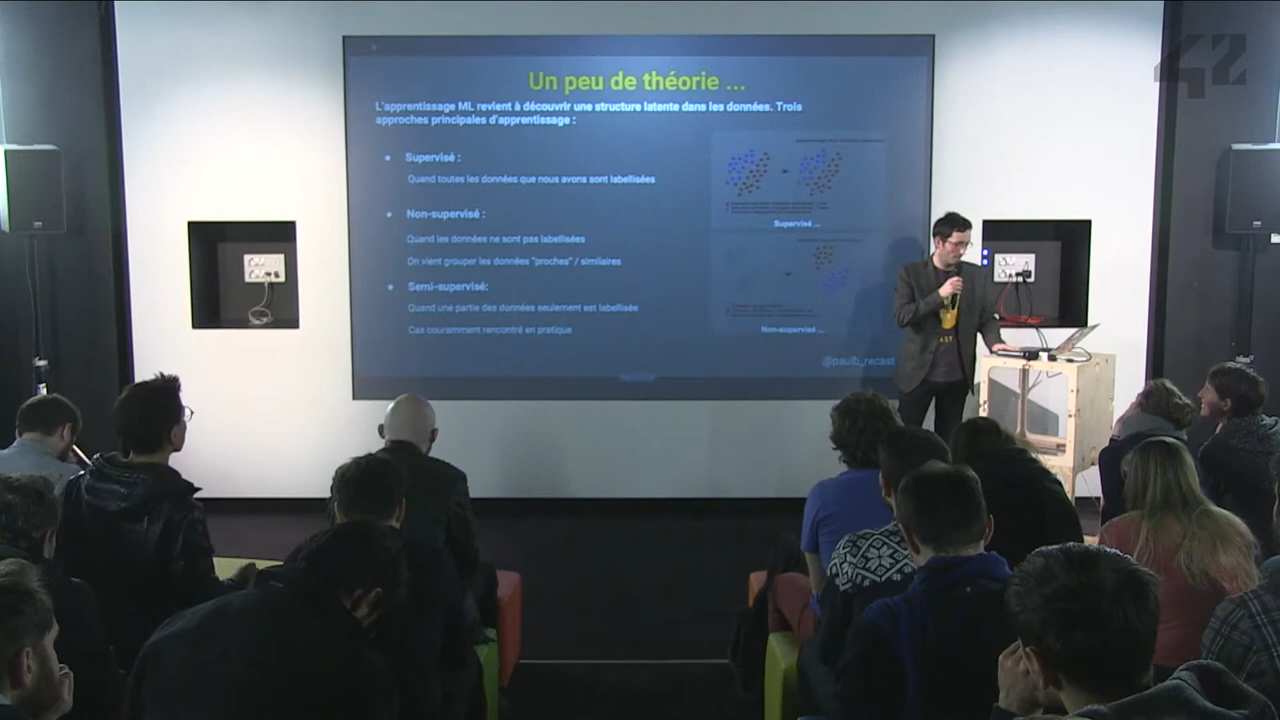 42
Un peu de théorie ...
L'apprentissage ML revient à découvrir une structure latente dans les données. Trois
approches principales d'apprentissage :
Supervisé :
Quand toutes les données que nous avons sont labellisées
Non-supervisé :
Quand les données ne sont pas labellisées
On vient grouper les données "proches" / similaires
Semi-supervisé:
Quand une partie des données seulement est labellisée
Cas couramment rencontré en pratique
Supervisé ...
Non-supervisé ...
@paulb_recast